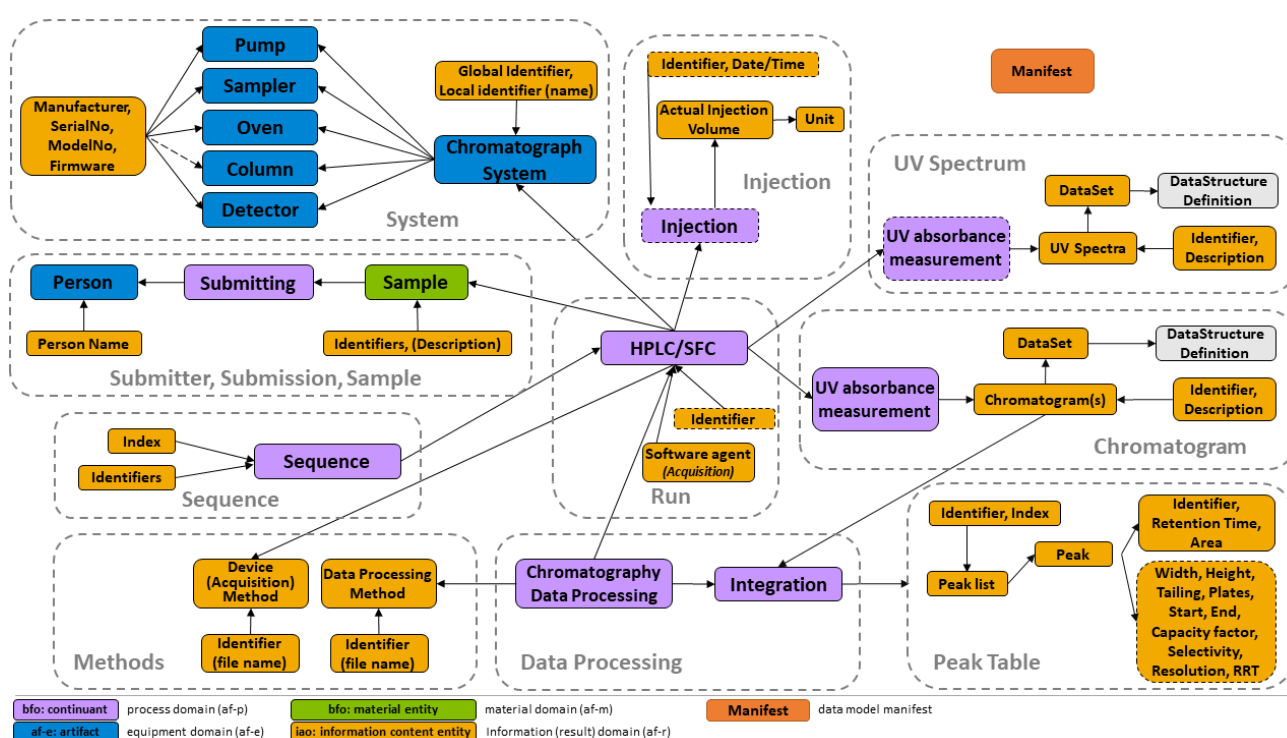 Pump
Sampler
Oven
Column
Detector
Manufacturer,
SerialNo,
ModelNo,
Firmware
Global Identifier,
Local identifier (name)
Chromatograph
System
System
Identifier, Date/Time
Actual Injection
Volume
Unit
Injection
Injection
Manifest
UV Spectrum
DataSet
DataStructure
Definition
UV absorbance
measurement
UV Spectra
Identifier,
Description
Person
Submitting
Sample
Person Name
Identifiers, (Description)
Submitter, Submission, Sample
HPLC/SFC
Identifier
Software agent
(Acquisition)
Run
DataSet
DataStructure
Definition
UV absorbance
measurement
Chromatogram(s)
Identifier,
Description
Chromatogram
Index
Identifiers
Sequence
Sequence
Device
(Acquisition)
Method
Data Processing
Method
Identifier
(file name)
Identifier
(file name)
Methods
Chromatography
Data Processing
Integration
Data Processing
Identifier, Index
Peak list
Peak
Identifier,
Retention Time,
Area
Width, Height,
Tailing, Plates,
Start, End,
Capacity factor,
Selectivity,
Resolution, RRT
Peak Table
bfo: continuant
process domain (af-p)
bfo: material entity
material domain (af-m)
Manifest
data model manifest
af-e: artifact
equipment domain (af-e)
iao: information content entity
Information (result) domain (af-r)